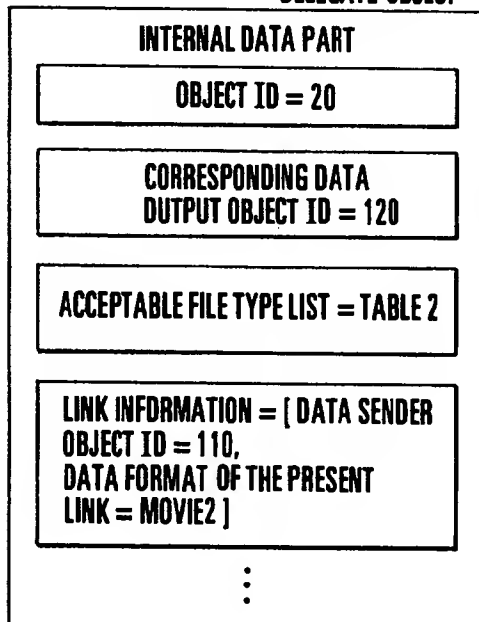 INTERNAL DATA PART
OBJECT ID = 20
CORRESPONDING DATA
DUTPUT OBJECT ID = 120
ACCEPTABLE FILE TYPE LIST = TABLE 2
LINK INFDRMATION = [ DATA SENDER
OBJECT ID = 110,
DATA FORMAT OF THE PRESENT
LINK = MOVIE2 ]